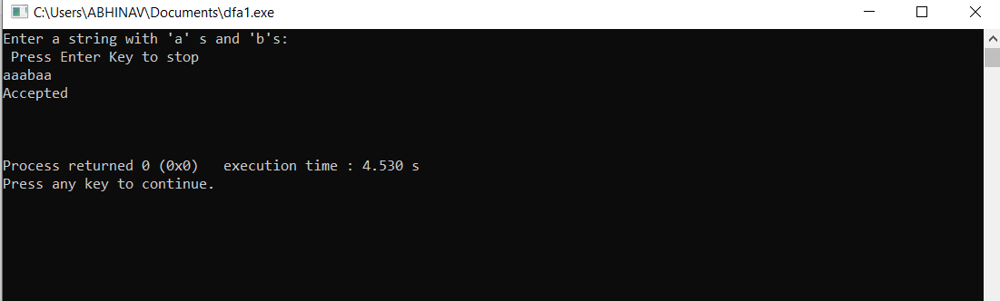 C:\Users\ABHINAV\Documents\dfa1.exe
Enter a string with 'a' s and 'b's:
 Press Enter Key to stop
aaabaa
Accepted
Process returned 0 (0x0)   execution time : 4.530 s
Press any key to continue.